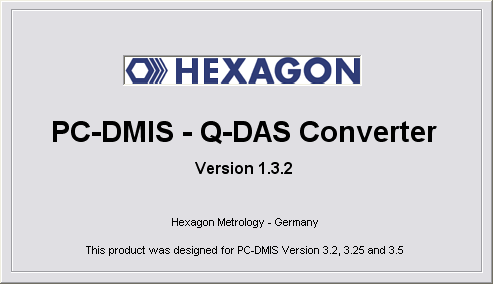 HEXAGON
PC-DMIS - Q-DAS Converter
Version 1.3.2
Hexagon Metrology - Germany
This product was designed for PC-DMIS Version 3.2, 3.25 and 3.5